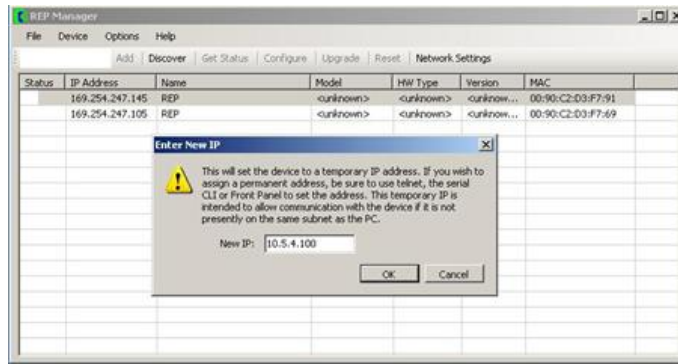 REP Manager
File Device Options Help
Add Discover Get Status Configure Upgrade Reset Network Settings
Status IP Address Name Model HW Type Version MAC
169.254.247.145 REP <unknown> <unknown> <unknow... 00:90:C2:D3:F7:91
169.254.247.105 REP <unknown> <unknown> <unknow... 00:90:C2:D3:F7:69
Enter New IP
This will set the device to a temporary IP address. If you wish to
assign a permanent address, be sure to use telnet, the serial
CLI or Front Panel to set the address. This temporary IP is
intended to allow communication with the device if it is not
presently on the same subnet as the PC.
New IP: 10.5.4.100
OK Cancel